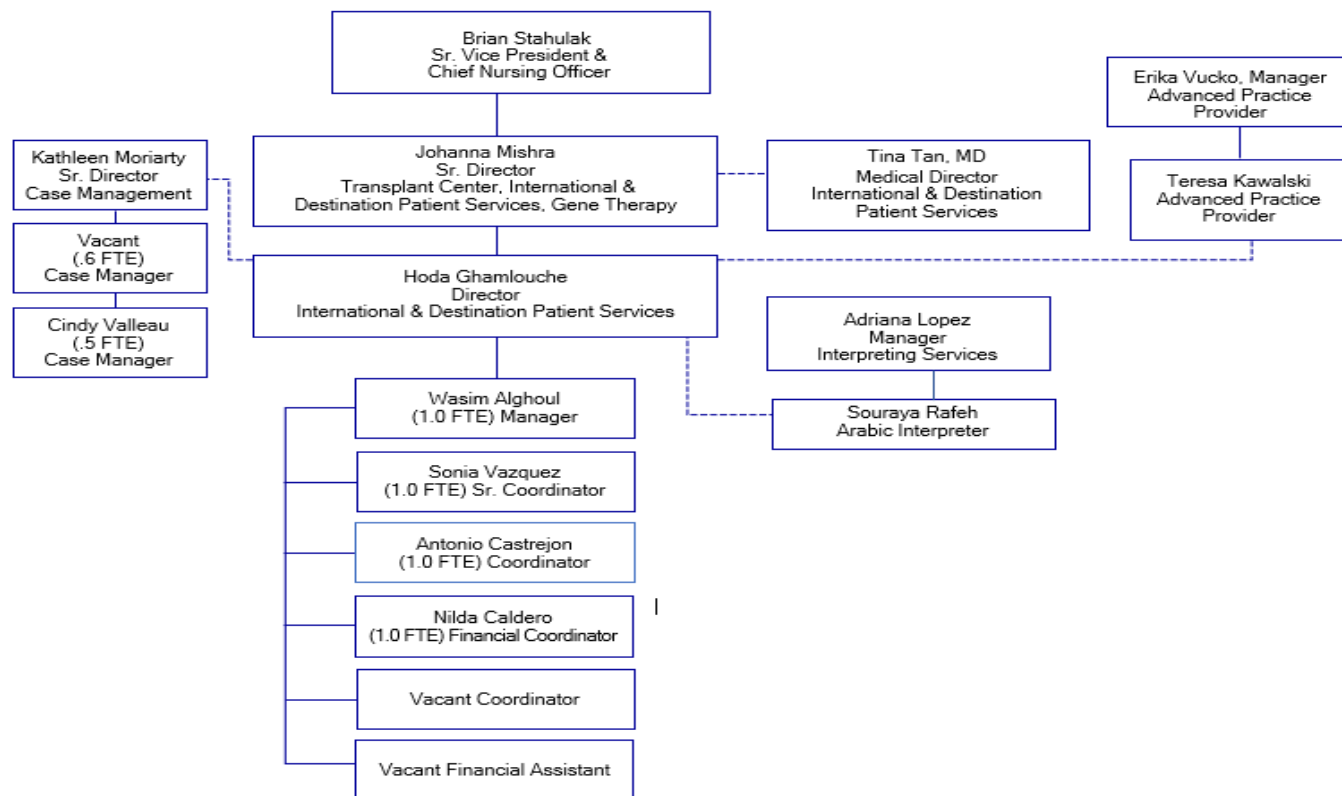 Brian Stahulak
Sr. Vice President &
Chief Nursing Officer
Erika Vucko, Manager
Advanced Practice
Provider
Kathleen Moriarty
Sr. Director
Case Management
Johanna Mishra
Sr. Director
Transplant Center, International &
Destination Patient Services, Gene Therapy
Tina Tan, MD
Medical Director
International & Destination
Patient Services
Teresa Kawalski
Advanced Practice
Provider
Vacant
(.6 FTE)
Case Manager
Hoda Ghamlouche
Director
International & Destination Patient Services
Cindy Valleau
(.5 FTE)
Case Manager
Adriana Lopez
Manager
Interpreting Services
Wasim Alghoul
(1.0 FTE) Manager
Souraya Rafeh
Arabic Interpreter
Sonia Vazquez
(1.0 FTE) Sr. Coordinator
Antonio Castrejon
(1.0 FTE) Coordinator
Nilda Caldero
(1.0 FTE) Financial Coordinator
Vacant Coordinator
Vacant Financial Assistant